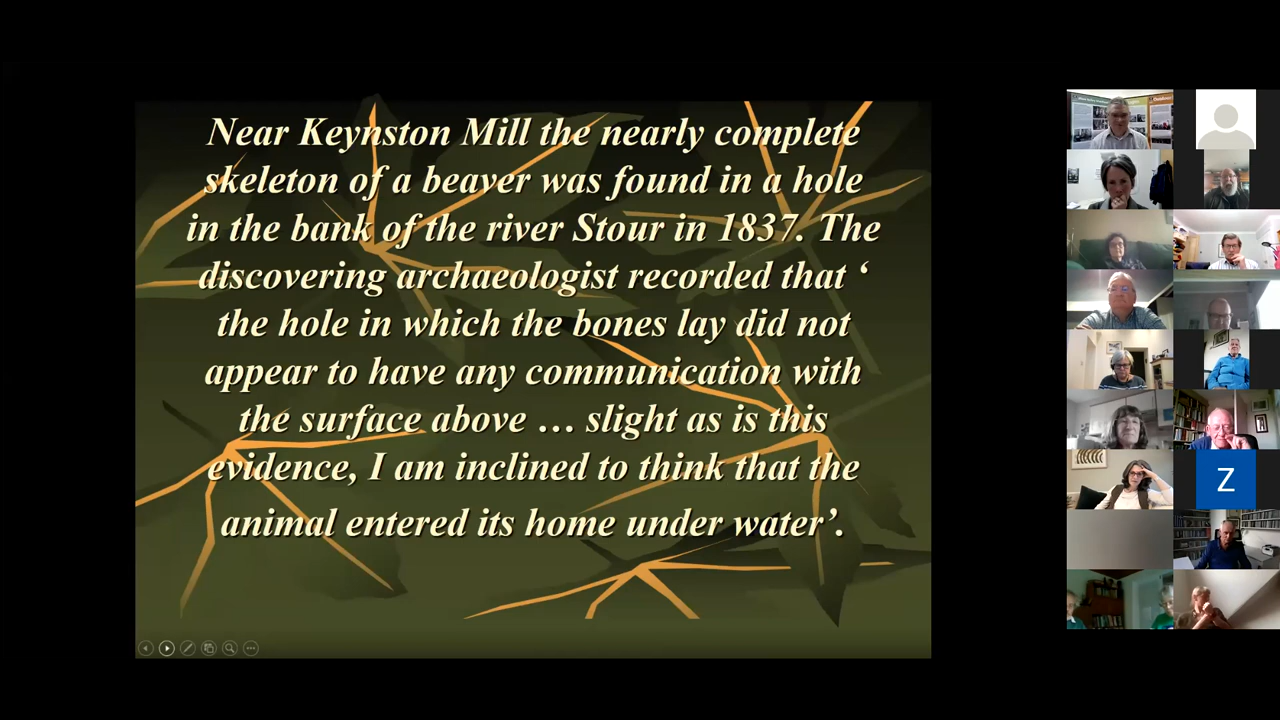 Near Keynston Mill the nearly complete
skeleton of a beaver was found in a hole
in the bank of the river Stour in 1837. The
discovering archaeologist recorded that ‘
the hole in which the bones lay did not
appear to have any communication with
the surface above … slight as is this
evidence, I am inclined to think that the
animal entered its home under water’.
Z